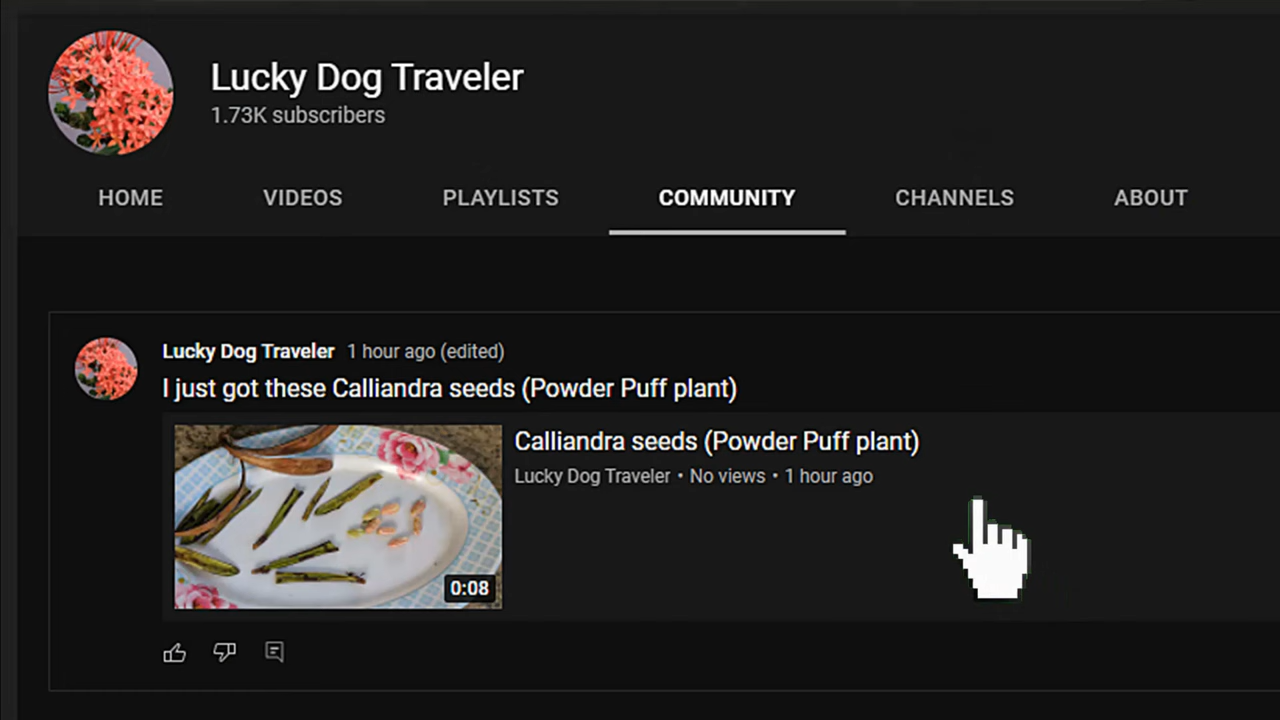 Lucky Dog Traveler
1.73K subscribers
HOME VIDEOS PLAYLISTS COMMUNITY CHANNELS ABOUT
Lucky Dog Traveler 1 hour ago (edited)
I just got these Calliandra seeds (Powder Puff plant)
Calliandra seeds (Powder Puff plant)
Lucky Dog Traveler • No views • 1 hour ago
0:08